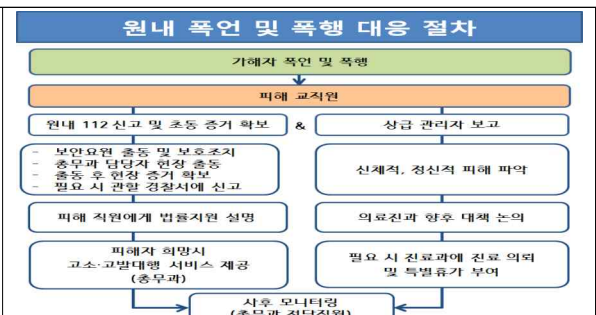 원내 폭언 및 폭행 대응 절차
가해자 폭언 및 폭행
피해 교직원
원내 112 신고 및 초동 증거 확보
&
상급 관리자 보고
- 보안요원 출동 및 보호조치
- 총무과 담당자 현장 출동
- 출동 후 현장 증거 확보
- 필요 시 관할 경찰서에 신고
신체적, 정신적 피해 파악
피해 직원에게 법률지원 설명
의료진과 향후 대책 논의
피해자 희망시
고소·고발대행 서비스 제공
(총무과)
필요 시 진료과에 진료 의뢰
및 특별휴가 부여
사후 모니터링
(총무과 전담직원)